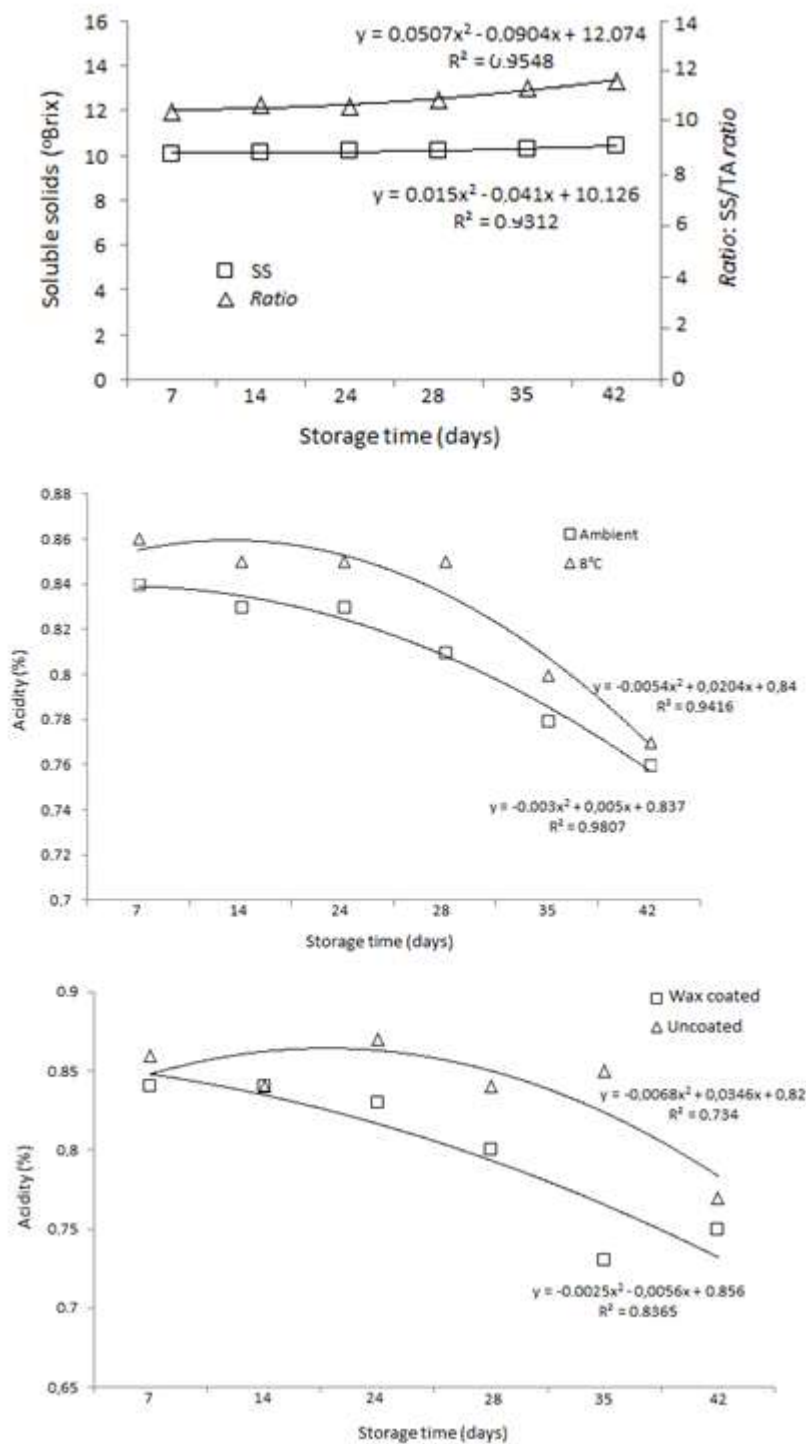 y = 0.0507x² - 0.0904x + 12.074
R² = 0.9548
16 14
14 12
12 10
10 8
8 6
6 4
4 2
2 0
0
Soluble solids (ºBrix)
Ratio: SS/TA ratio
y = 0.015x² - 0,041x + 10,126
R² = 0.9312
SS
Ratio
7 14 24 28 35 42
Storage time (days)
0,88
0.86
0.84
0.82
0.8
0.78
0.76
0.74
0.72
0.7
Acidity (%)
Ambient
8°C
y = -0.0054x² + 0,0204x + 0,84
R² = 0.9416
y = -0.003x² + 0,005x + 0.837
R² = 0.9807
7 14 24 28 35 42
Storage time (days)
0.9
0.85
0.8
0.75
0.7
0,65
Acidity (%)
Wax coated
Uncoated
y = -0,0068x² + 0,0346x + 0,82
R² = 0.734
y = -0.0025x² - 0,0056x + 0.856
R² = 0.8365
7 14 24 28 35 42
Storage time (days)